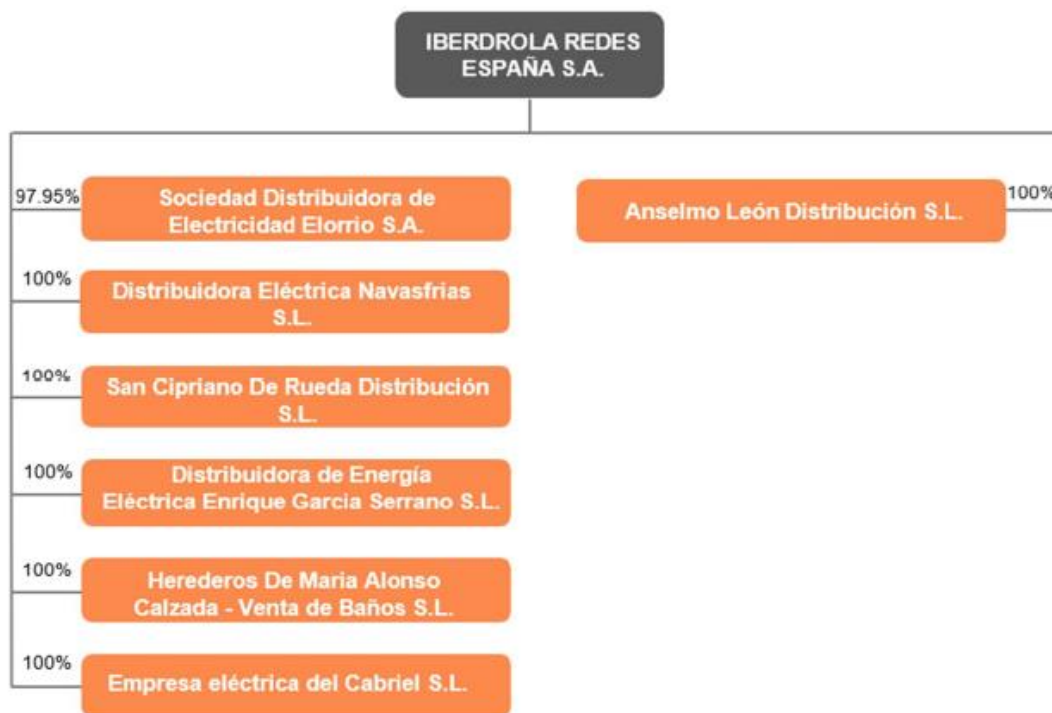 IBERDROLA REDES
ESPAÑA S.A.
97.95%
Sociedad Distribuidora de
Electricidad Elorrio S.A.
Anselmo León Distribución S.L.
100%
100%
Distribuidora Eléctrica Navasfrias
S.L.
100%
San Cipriano De Rueda Distribución
S.L.
100%
Distribuidora de Energía
Eléctrica Enrique Garcia Serrano S.L.
100%
Herederos De Maria Alonso
Calzada - Venta de Baños S.L.
100%
Empresa eléctrica del Cabriel S.L.